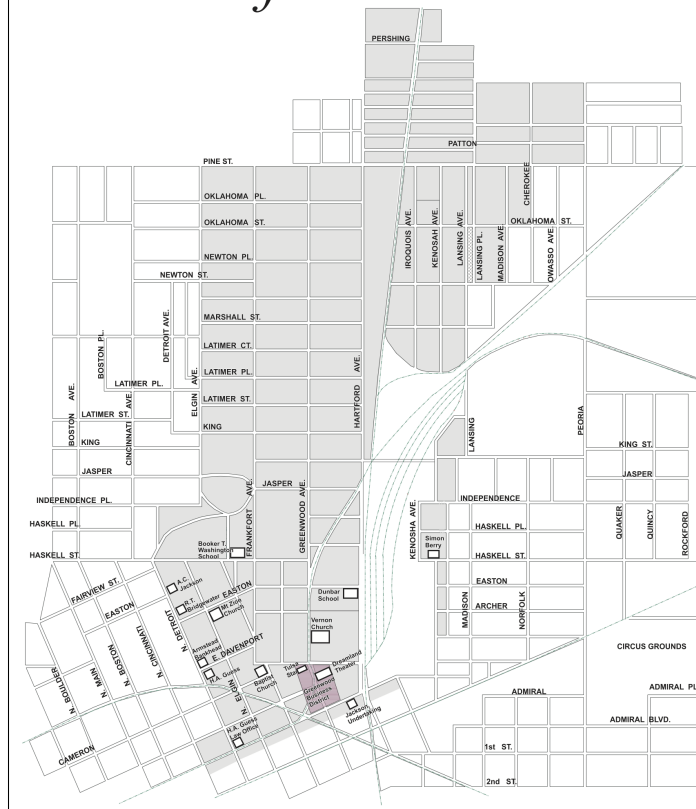 PERSHING
PATTON
PINE ST.
CHEROKEE
OKLAHOMA PL.
OKLAHOMA ST.
OKLAHOMA ST.
IROQUOIS AVE.
KENOSAH AVE.
LANSING AVE.
LANSING PL.
MADISON AVE.
OWASSO AVE.
NEWTON PL.
NEWTON ST.
MARSHALL ST.
BOSTON PL.
DETROIT AVE.
LATIMER CT.
LATIMER PL.
LATIMER PL.
ELGIN AVE.
HARTFORD AVE.
BOSTON AVE.
CINCINNATI AVE.
LATIMER ST.
LATIMER ST.
KING
KING
LANSING
PEORIA
KING ST.
JASPER
JASPER
JASPER
FRANKFORT AVE.
GREENWOOD AVE.
INDEPENDENCE PL.
INDEPENDENCE
KENOSHA AVE.
HASKELL PL.
HASKELL PL.
QUAKER
QUINCY
ROCKFORD
Booker T.
Washington
School
Simon
Berry
HASKELL ST.
HASKELL ST.
FAIRVIEW ST.
A.C.
Jackson
EASTON
EASTON
EASTON
R.T.
Bridgewater
N. DETROIT
Mt Zion
Church
Dunbar
School
MADISON
ARCHER
NORFOLK
Vernon
Church
N. CINCINNATI
Armstead
Bankhead
E. DAVENPORT
CIRCUS GROUNDS
N. BOULDER
N. MAIN
N. BOSTON
H.A. Guess
N. ELGIN
Baptist
Church
Tulsa
Star
Dreamland
Theater
Greenwood
Business
District
ADMIRAL
ADMIRAL PL
Jackson
Undertaking
H.A. Guess
Law Office
ADMIRAL BLVD.
CAMERON
1st ST.
2nd ST.